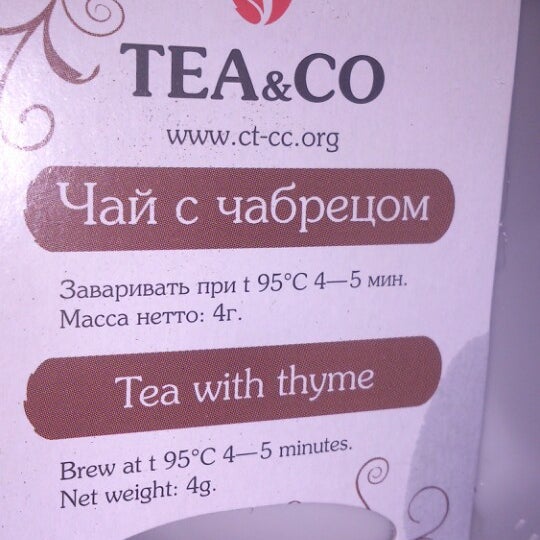 TEA&CO
www.ct-cc.org
Чай с чабрецом
Заваривать при t 95°C 4—5 мин.
Масса нетто: 4г.
Tea with thyme
Brew at t 95°C 4—5 minutes.
Net weight: 4g.